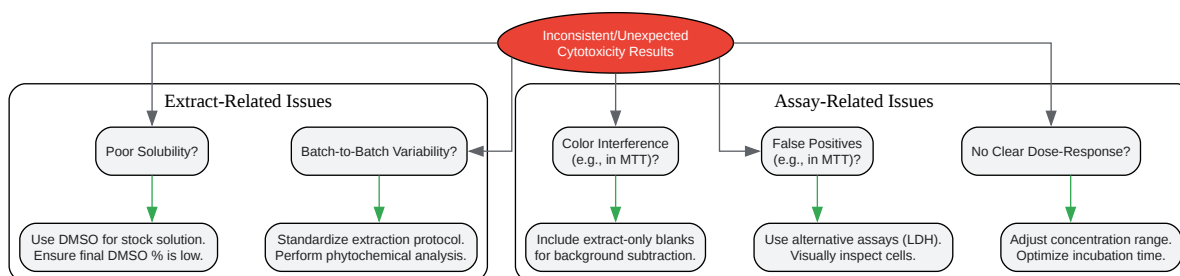 Inconsistent/Unexpected
Cytotoxicity Results
Extract-Related Issues
Assay-Related Issues
Poor Solubility?
Batch-to-Batch Variability?
Color Interference
(e.g., in MTT)?
False Positives
(e.g., in MTT)?
No Clear Dose-Response?
Use DMSO for stock solution.
Ensure final DMSO % is low.
Standardize extraction protocol.
Perform phytochemical analysis.
Include extract-only blanks
for background subtraction.
Use alternative assays (LDH).
Visually inspect cells.
Adjust concentration range.
Optimize incubation time.